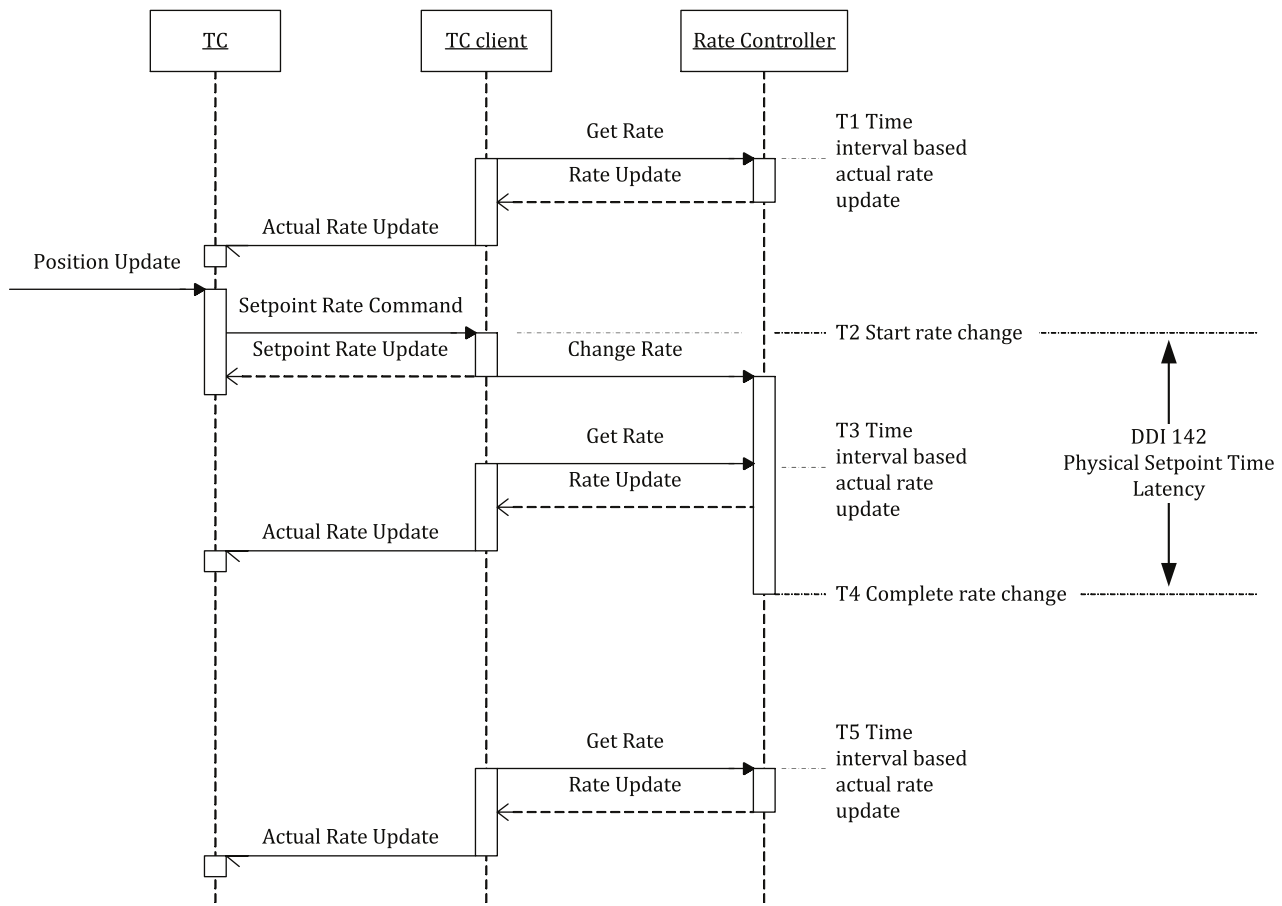 TC
TC client
Rate Controller
Get Rate
T1 Time
interval based
actual rate
update
Rate Update
Actual Rate Update
Position Update
Setpoint Rate Command
T2 Start rate change
Setpoint Rate Update
Change Rate
Get Rate
T3 Time
interval based
actual rate
update
DDI 142
Physical Setpoint Time
Latency
Rate Update
Actual Rate Update
T4 Complete rate change
Get Rate
T5 Time
interval based
actual rate
update
Rate Update
Actual Rate Update